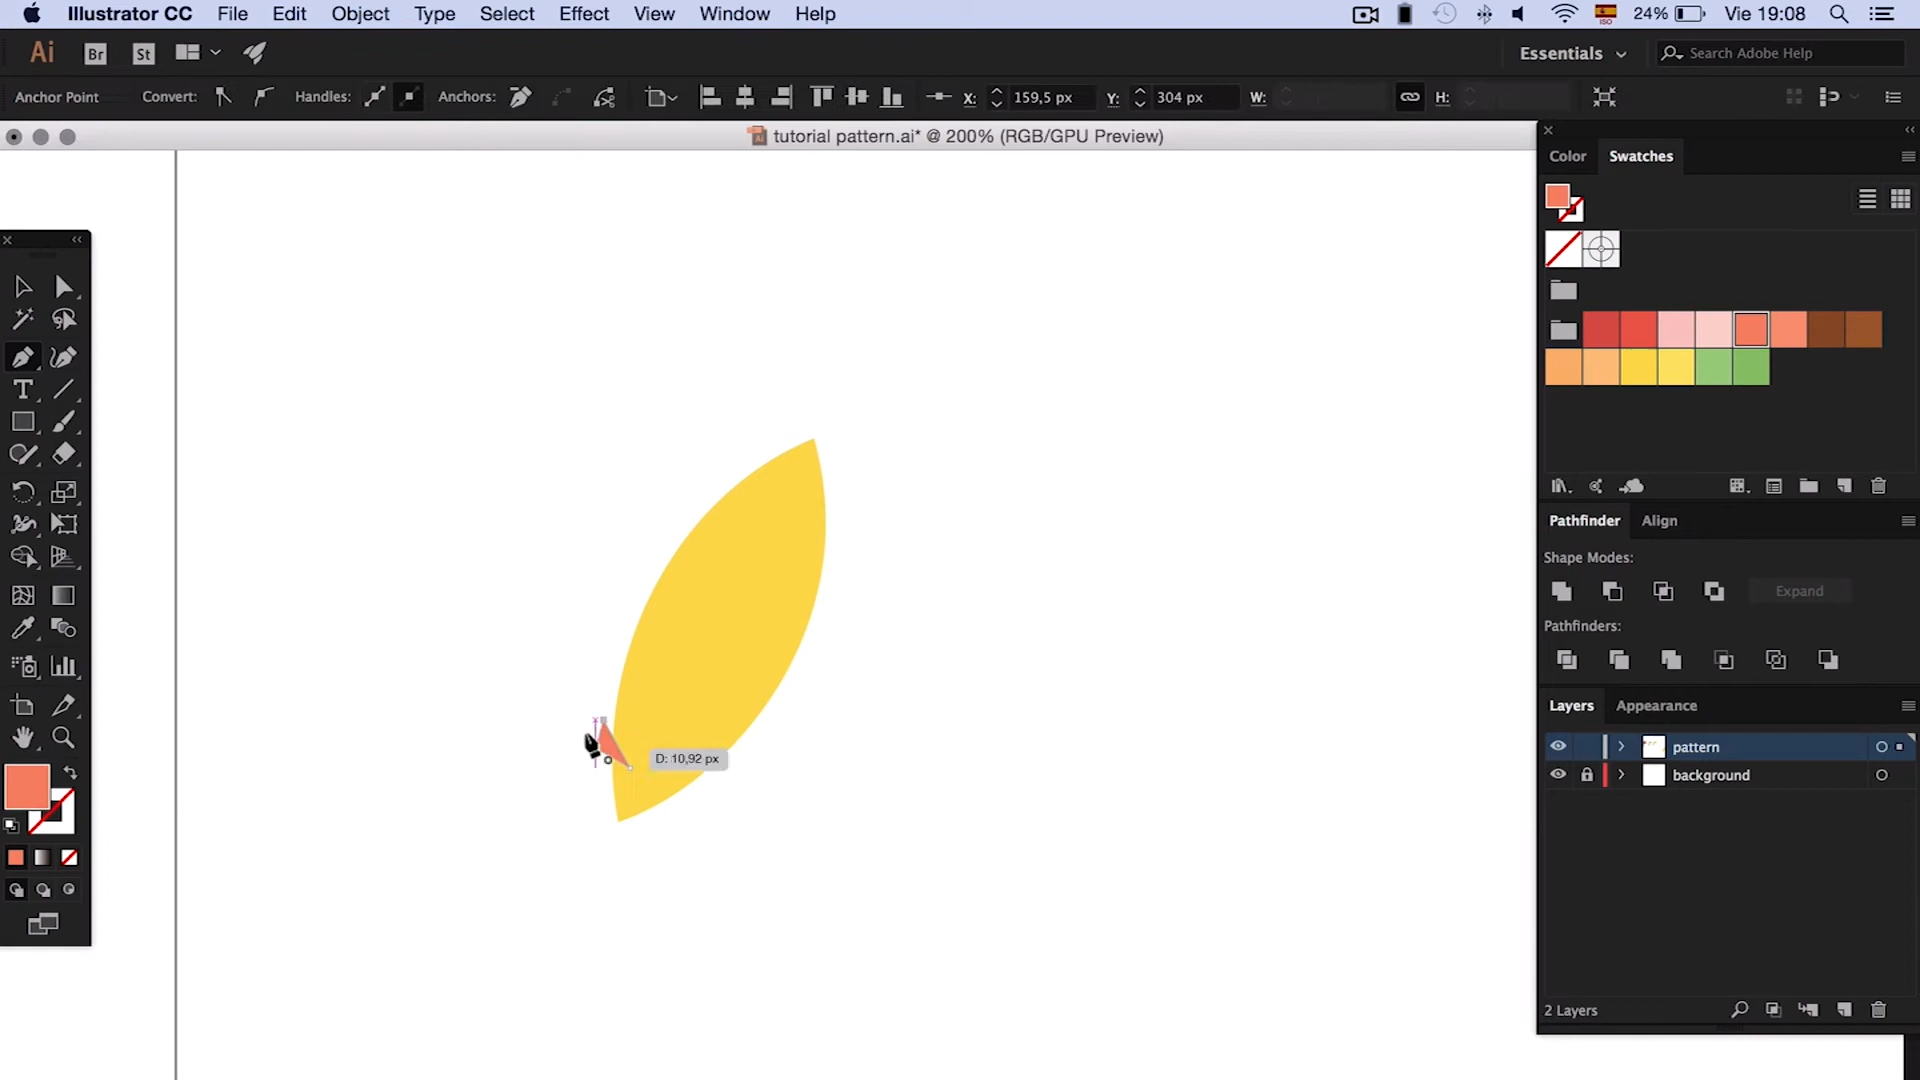 Illustrator CC File Edit Object Type Select Effect View Window Help 24% Vie 19:08
ISO
Ai Br St Essentials Search Adobe Help
Anchor Point Convert: Handles: Anchors: X: 159,5 px Y: 304 px W: H:
tutorial pattern.ai* @ 200% (RGB/GPU Preview)
Color Swatches
Pathfinder Align
Shape Modes:
Expand
Pathfinders:
Layers Appearance
pattern
background
2 Layers
D: 10,92 px